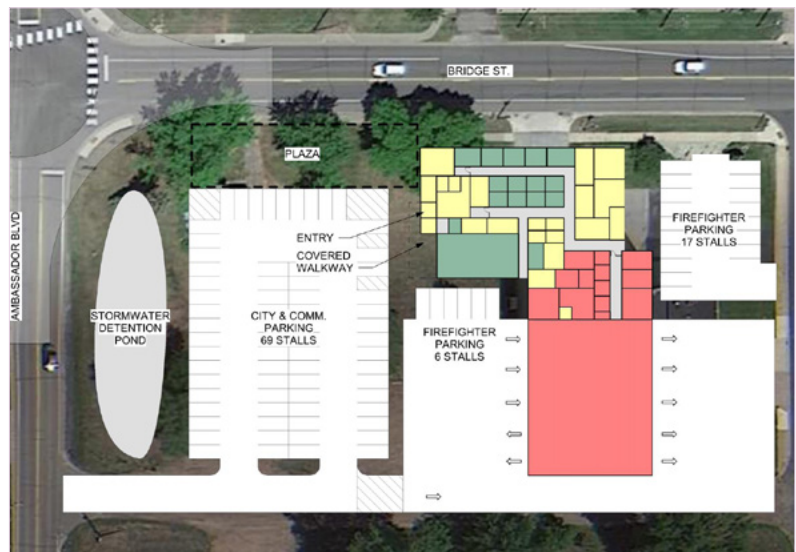 BRIDGE ST.
PLAZA
AMBASSADOR BLVD
ENTRY
COVERED
WALKWAY
FIREFIGHTER
PARKING
17 STALLS
STORMWATER
DETENTION
POND
CITY & COMM.
PARKING
69 STALLS
FIREFIGHTER
PARKING
6 STALLS